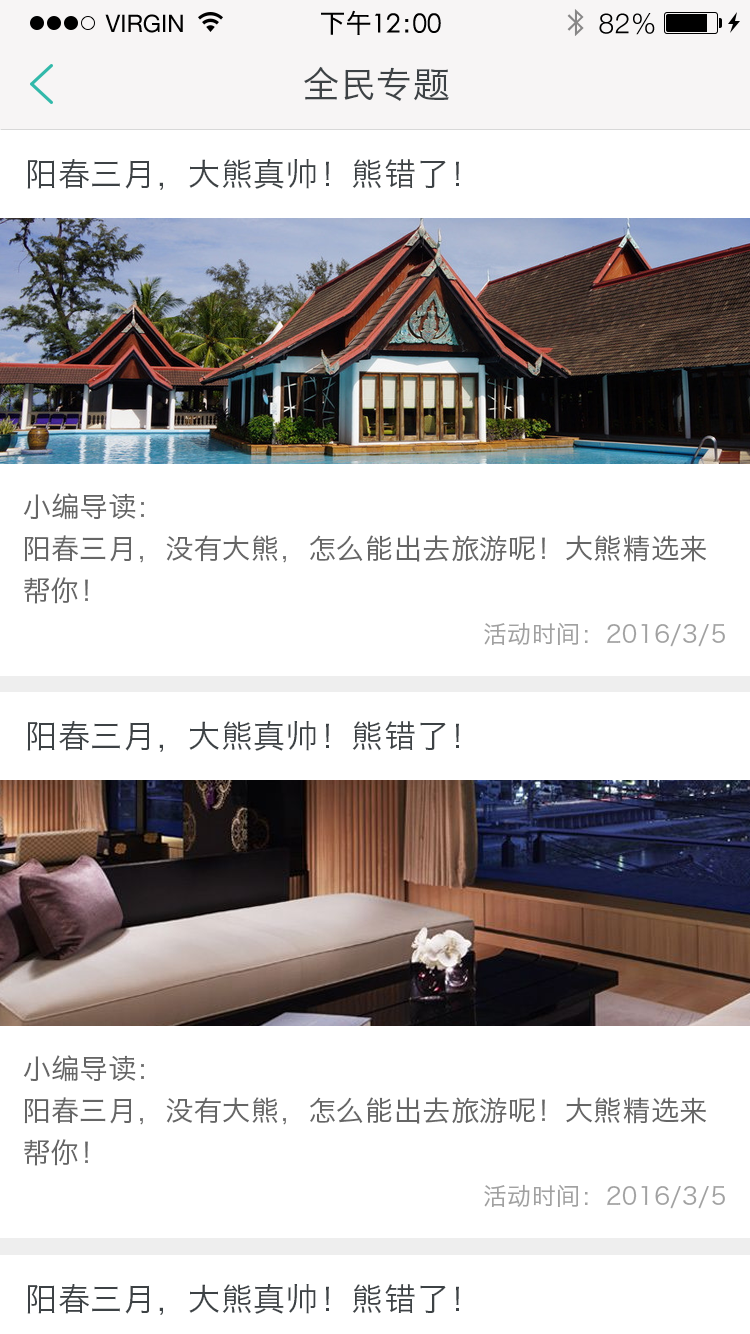 VIRGIN 下午12:00 82%
全民专题
阳春三月，大熊真帅！熊错了！
小编导读：
阳春三月，没有大熊，怎么能出去旅游呢！大熊精选来
帮你！
活动时间：2016/3/5
阳春三月，大熊真帅！熊错了！
小编导读：
阳春三月，没有大熊，怎么能出去旅游呢！大熊精选来
帮你！
活动时间：2016/3/5
阳春三月，大熊真帅！熊错了！